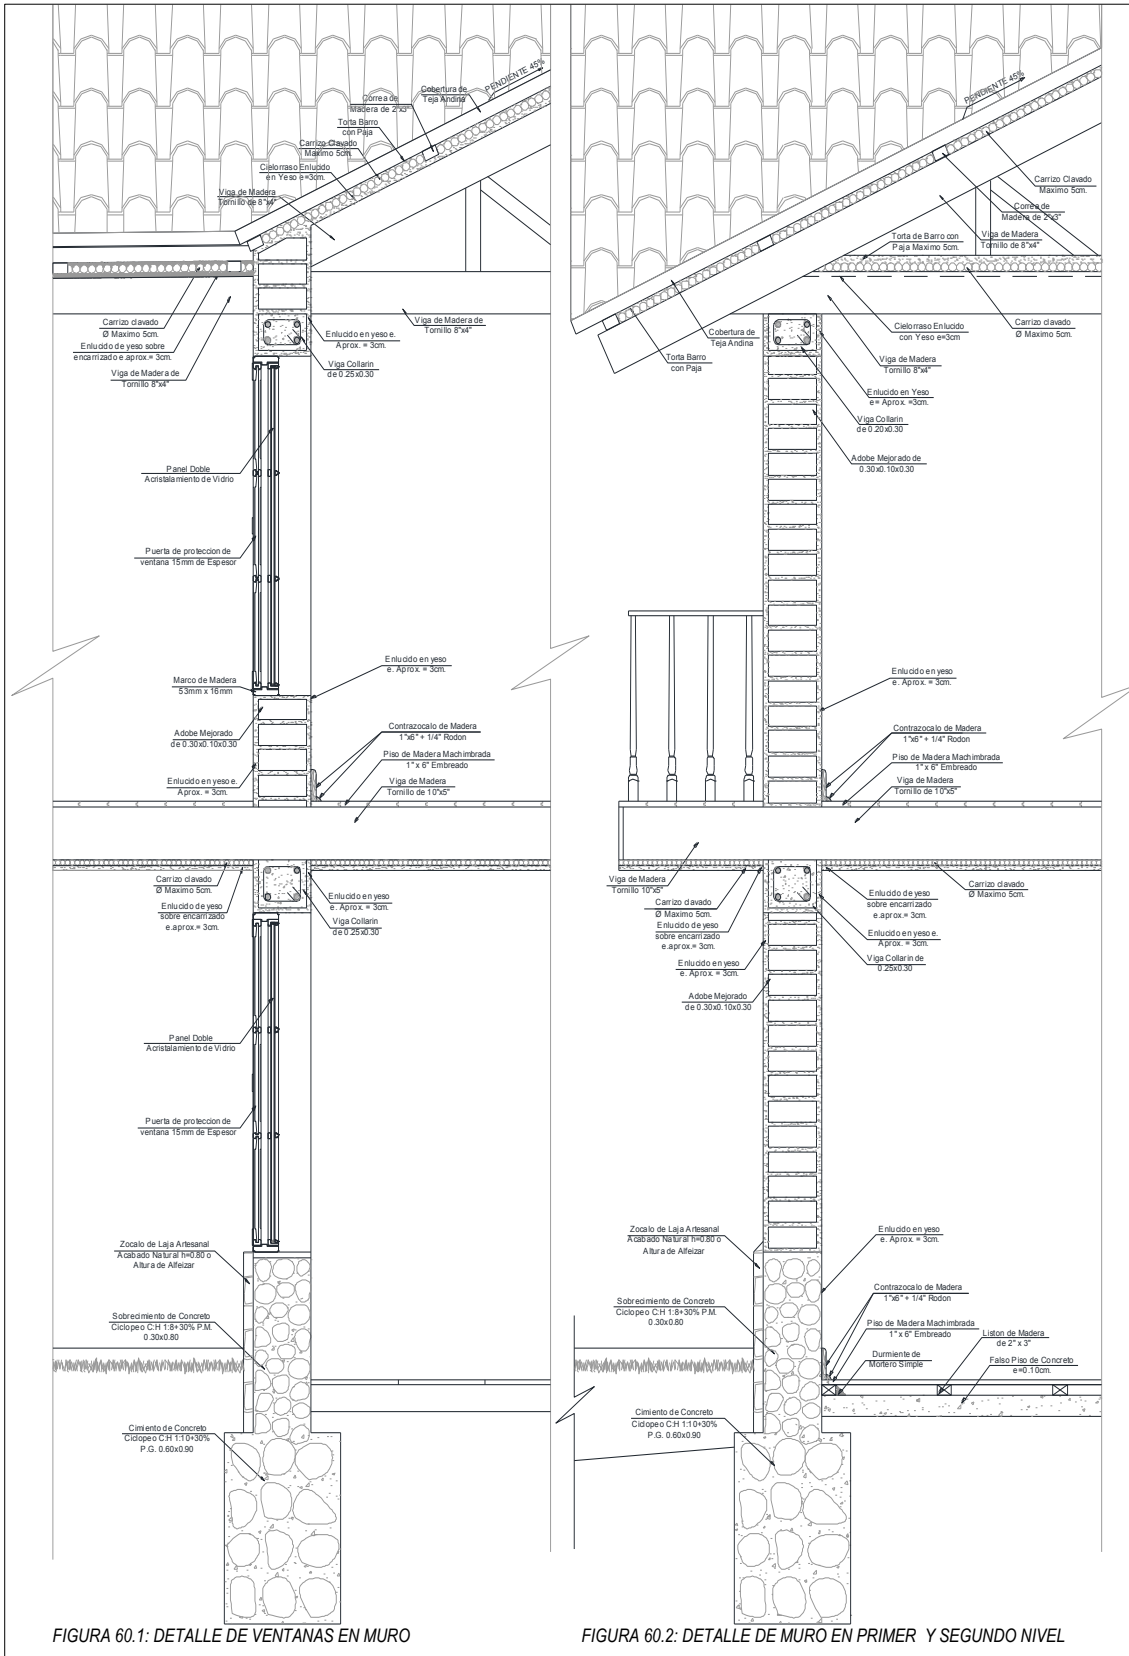 PENDIENTE 45%
Cobertura de
Teja Andina
Correa de
Madera de 2"x3"
Torta Barro
con Paja
Carrizo Clavado
Maximo 5cm.
Cielorraso Enlucido
en Yeso e=3cm.
Viga de Madera
Tornillo de 8"x4"
Carrizo clavado
Ø Maximo 5cm.
Enlucido de yeso sobre
encarrizado e.aprox.= 3cm.
Viga de Madera de
Tornillo 8"x4"
Enlucido en yeso e.
Aprox. = 3cm.
Viga Collarin
de 0.25x0.30
Viga de Madera de
Tornillo 8"x4"
Panel Doble
Acristalamiento de Vidrio
Puerta de proteccion de
ventana 15mm de Espesor
Marco de Madera
53mm x 16mm
Adobe Mejorado
de 0.30x0.10x0.30
Enlucido en yeso e.
Aprox. = 3cm.
Enlucido en yeso
e. Aprox. = 3cm.
Contrazocalo de Madera
1"x6" + 1/4" Rodon
Piso de Madera Machimbrada
1" x 6" Embreado
Viga de Madera
Tornillo de 10"x5"
Carrizo clavado
Ø Maximo 5cm.
Enlucido de yeso
sobre encarrizado
e.aprox.= 3cm.
Enlucido en yeso
e. Aprox. = 3cm.
Viga Collarin
de 0.25x0.30
Panel Doble
Acristalamiento de Vidrio
Puerta de proteccion de
ventana 15mm de Espesor
Zocalo de Laja Artesanal
Acabado Natural h=0.80 o
Altura de Alfeizar
Sobrecimiento de Concreto
Ciclopeo C:H 1:8+30% P.M.
0.30x0.80
Cimiento de Concreto
Ciclopeo C:H 1:10+30%
P.G. 0.60x0.90
FIGURA 60.1: DETALLE DE VENTANAS EN MURO
PENDIENTE 45%
Carrizo Clavado
Maximo 5cm.
Correa de
Madera de 2"x3"
Viga de Madera
Tornillo de 8"x4"
Torta de Barro con
Paja Maximo 5cm.
Cobertura de
Teja Andina
Torta Barro
con Paja
Cielorraso Enlucido
con Yeso e=3cm
Carrizo clavado
Ø Maximo 5cm.
Viga de Madera
Tornillo 8"x4"
Enlucido en Yeso
e= Aprox. =3cm.
Viga Collarin
de 0.20x0.30
Adobe Mejorado de
0.30x0.10x0.30
Enlucido en yeso
e. Aprox. = 3cm.
Contrazocalo de Madera
1"x6" + 1/4" Rodon
Piso de Madera Machimbrada
1" x 6" Embreado
Viga de Madera
Tornillo de 10"x5"
Viga de Madera
Tornillo 10"x5"
Carrizo clavado
Ø Maximo 5cm.
Enlucido de yeso
sobre encarrizado
e.aprox.= 3cm.
Enlucido en yeso
e. Aprox. = 3cm.
Adobe Mejorado
de 0.30x0.10x0.30
Carrizo clavado
Ø Maximo 5cm.
Enlucido de yeso
sobre encarrizado
e.aprox.= 3cm.
Enlucido en yeso e.
Aprox. = 3cm.
Viga Collarin de
0.25x0.30
Zocalo de Laja Artesanal
Acabado Natural h=0.80 o
Altura de Alfeizar
Enlucido en yeso
e. Aprox. = 3cm.
Sobrecimiento de Concreto
Ciclopeo C:H 1:8+30% P.M.
0.30x0.80
Contrazocalo de Madera
1"x6" + 1/4" Rodon
Piso de Madera Machimbrada
1" x 6" Embreado
Liston de Madera
de 2" x 3"
Durmiente de
Mortero Simple
Falso Piso de Concreto
e=0.10cm.
Cimiento de Concreto
Ciclopeo C:H 1:10+30%
P.G. 0.60x0.90
FIGURA 60.2: DETALLE DE MURO EN PRIMER Y SEGUNDO NIVEL